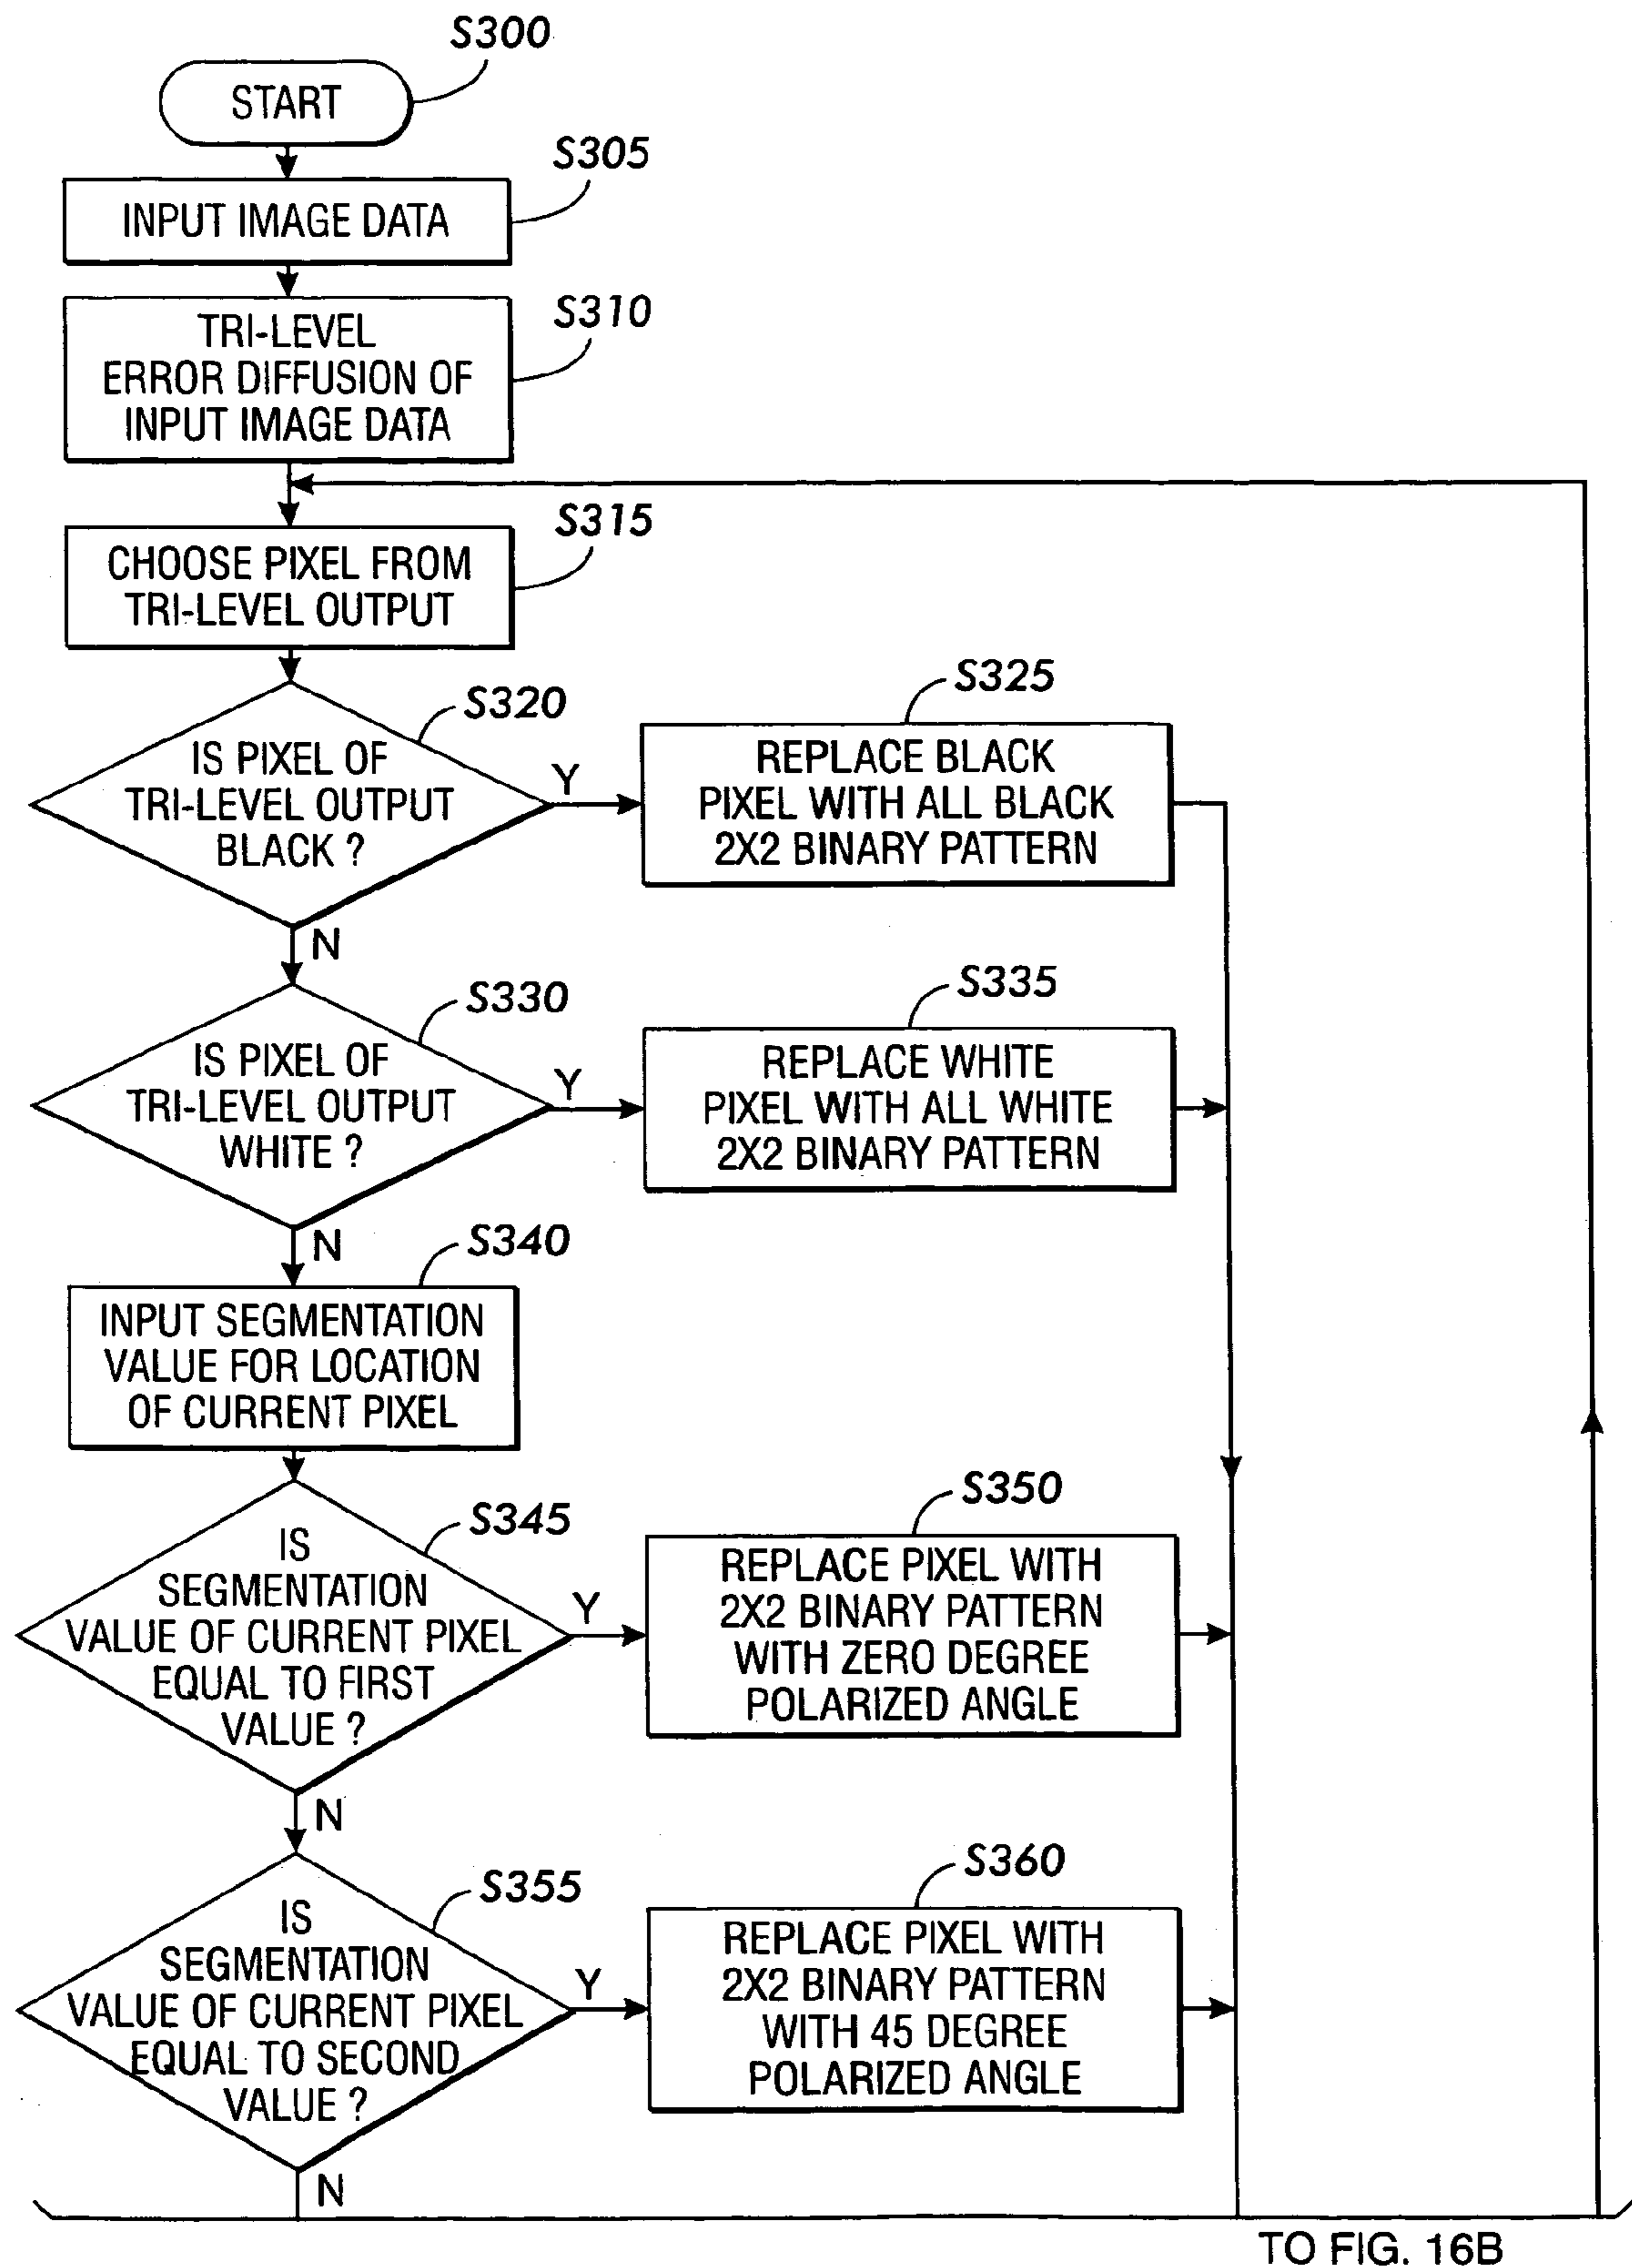 S300
START
S305
INPUT IMAGE DATA
S310
TRI-LEVEL
ERROR DIFFUSION OF
INPUT IMAGE DATA
S315
CHOOSE PIXEL FROM
TRI-LEVEL OUTPUT
S320
IS PIXEL OF
TRI-LEVEL OUTPUT
BLACK ?
Y
N
S325
REPLACE BLACK
PIXEL WITH ALL BLACK
2X2 BINARY PATTERN
S330
IS PIXEL OF
TRI-LEVEL OUTPUT
WHITE ?
Y
N
S335
REPLACE WHITE
PIXEL WITH ALL WHITE
2X2 BINARY PATTERN
S340
INPUT SEGMENTATION
VALUE FOR LOCATION
OF CURRENT PIXEL
S345
IS
SEGMENTATION
VALUE OF CURRENT PIXEL
EQUAL TO FIRST
VALUE ?
Y
N
S350
REPLACE PIXEL WITH
2X2 BINARY PATTERN
WITH ZERO DEGREE
POLARIZED ANGLE
S355
IS
SEGMENTATION
VALUE OF CURRENT PIXEL
EQUAL TO SECOND
VALUE ?
Y
N
S360
REPLACE PIXEL WITH
2X2 BINARY PATTERN
WITH 45 DEGREE
POLARIZED ANGLE
TO FIG. 16B